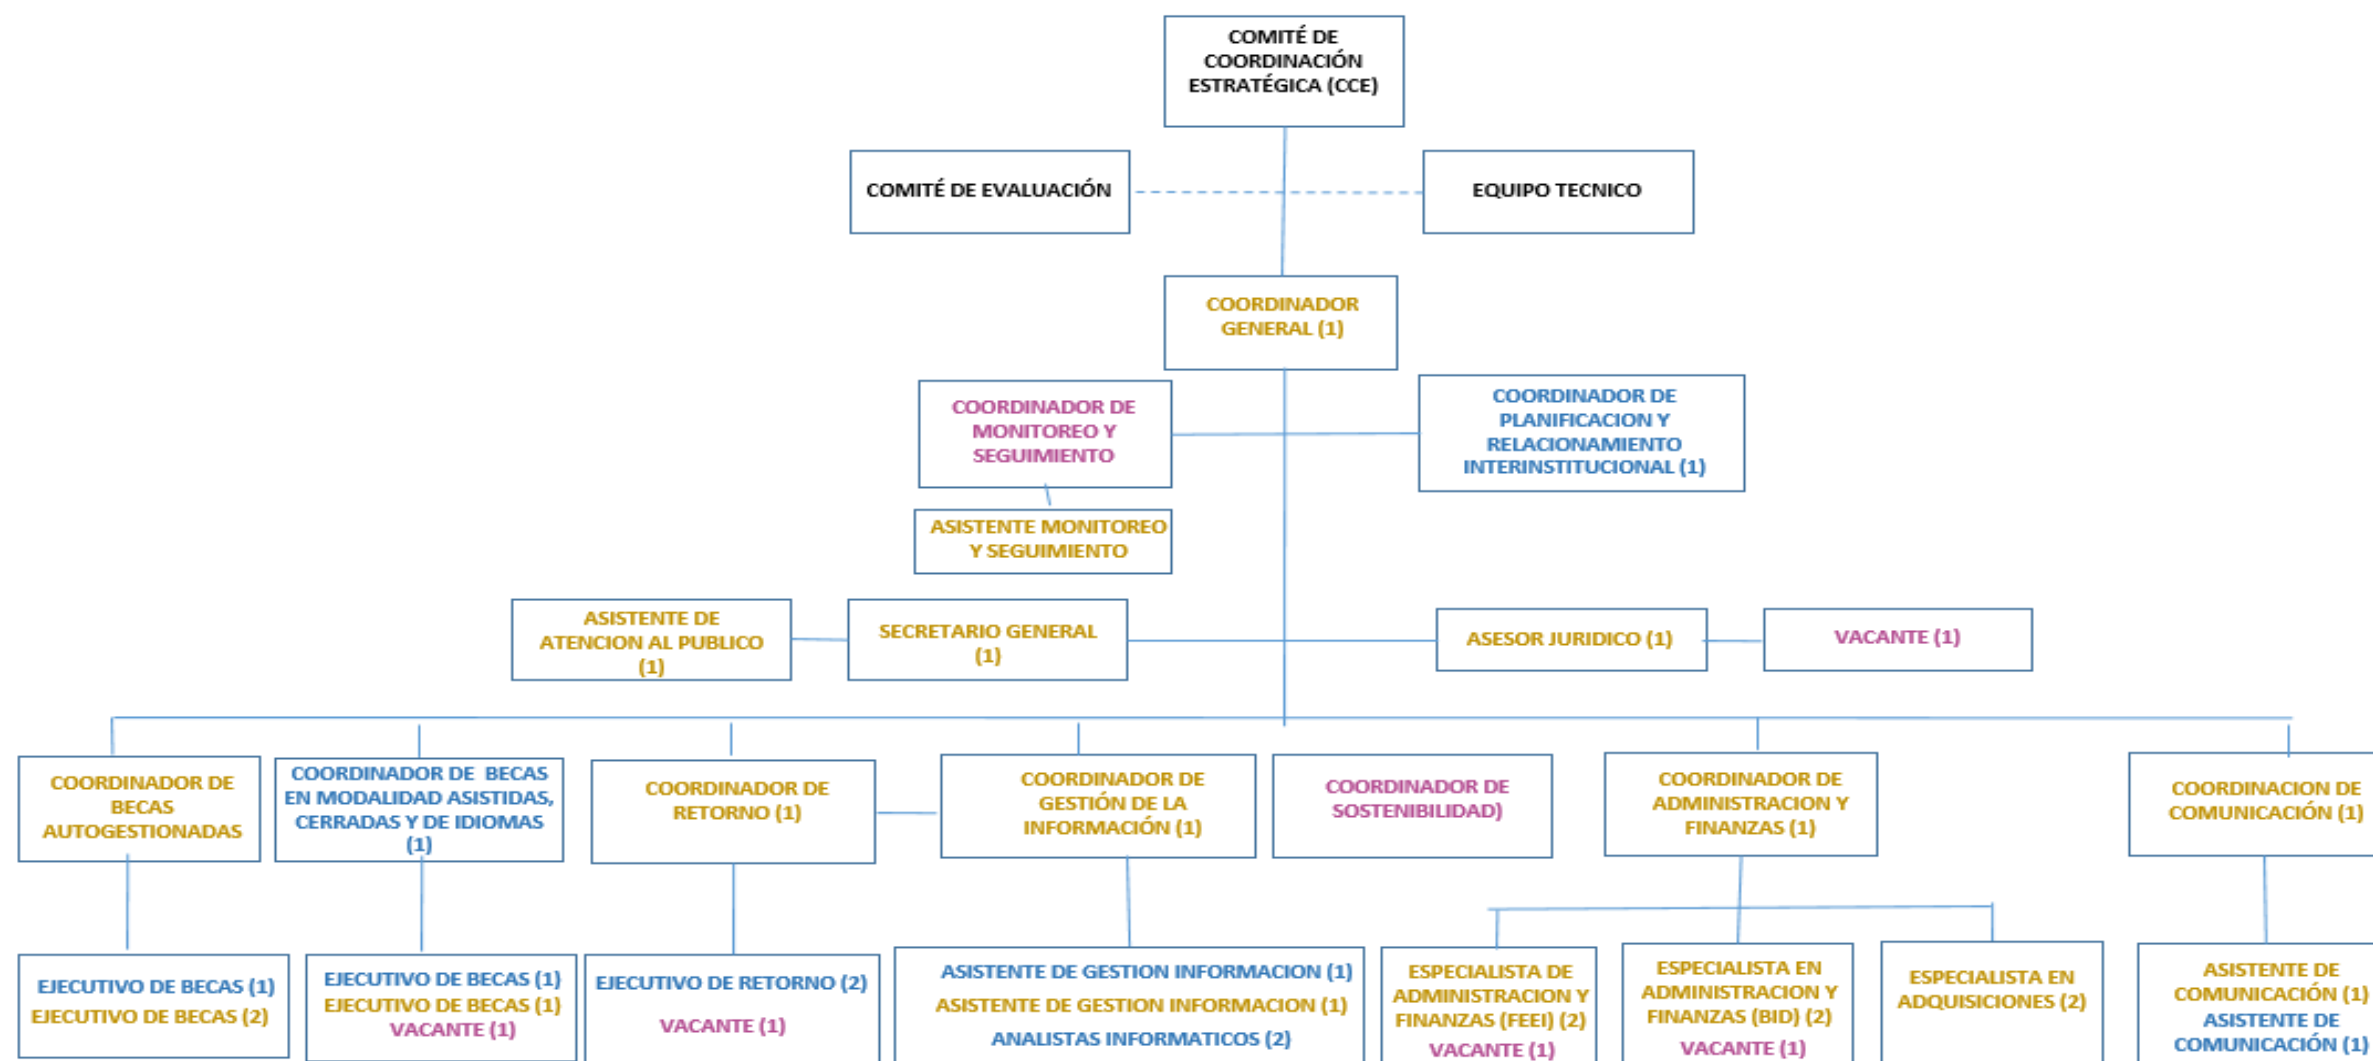 COMITÉ DE
COORDINACIÓN
ESTRATÉGICA (CCE)
COMITÉ DE EVALUACIÓN
EQUIPO TECNICO
COORDINADOR
GENERAL (1)
COORDINADOR DE
MONITOREO Y
SEGUIMIENTO
COORDINADOR DE
PLANIFICACION Y
RELACIONAMIENTO
INTERINSTITUCIONAL (1)
ASISTENTE MONITOREO
Y SEGUIMIENTO
ASISTENTE DE
ATENCION AL PUBLICO
(1)
SECRETARIO GENERAL
(1)
ASESOR JURIDICO (1)
VACANTE (1)
COORDINADOR DE
BECAS
AUTOGESTIONADAS
COORDINADOR DE BECAS
EN MODALIDAD ASISTIDAS,
CERRADAS Y DE IDIOMAS
(1)
COORDINADOR DE
RETORNO (1)
COORDINADOR DE
GESTIÓN DE LA
INFORMACIÓN (1)
COORDINADOR DE
SOSTENIBILIDAD)
COORDINADOR DE
ADMINISTRACION Y
FINANZAS (1)
COORDINACION DE
COMUNICACIÓN (1)
EJECUTIVO DE BECAS (1)
EJECUTIVO DE BECAS (2)
EJECUTIVO DE BECAS (1)
EJECUTIVO DE BECAS (1)
VACANTE (1)
EJECUTIVO DE RETORNO (2)
VACANTE (1)
ASISTENTE DE GESTION INFORMACION (1)
ASISTENTE DE GESTION INFORMACION (1)
ANALISTAS INFORMATICOS (2)
ESPECIALISTA DE
ADMINISTRACION Y
FINANZAS (FEEI) (2)
VACANTE (1)
ESPECIALISTA EN
ADMINISTRACION Y
FINANZAS (BID) (2)
VACANTE (1)
ESPECIALISTA EN
ADQUISICIONES (2)
ASISTENTE DE
COMUNICACIÓN (1)
ASISTENTE DE
COMUNICACIÓN (1)